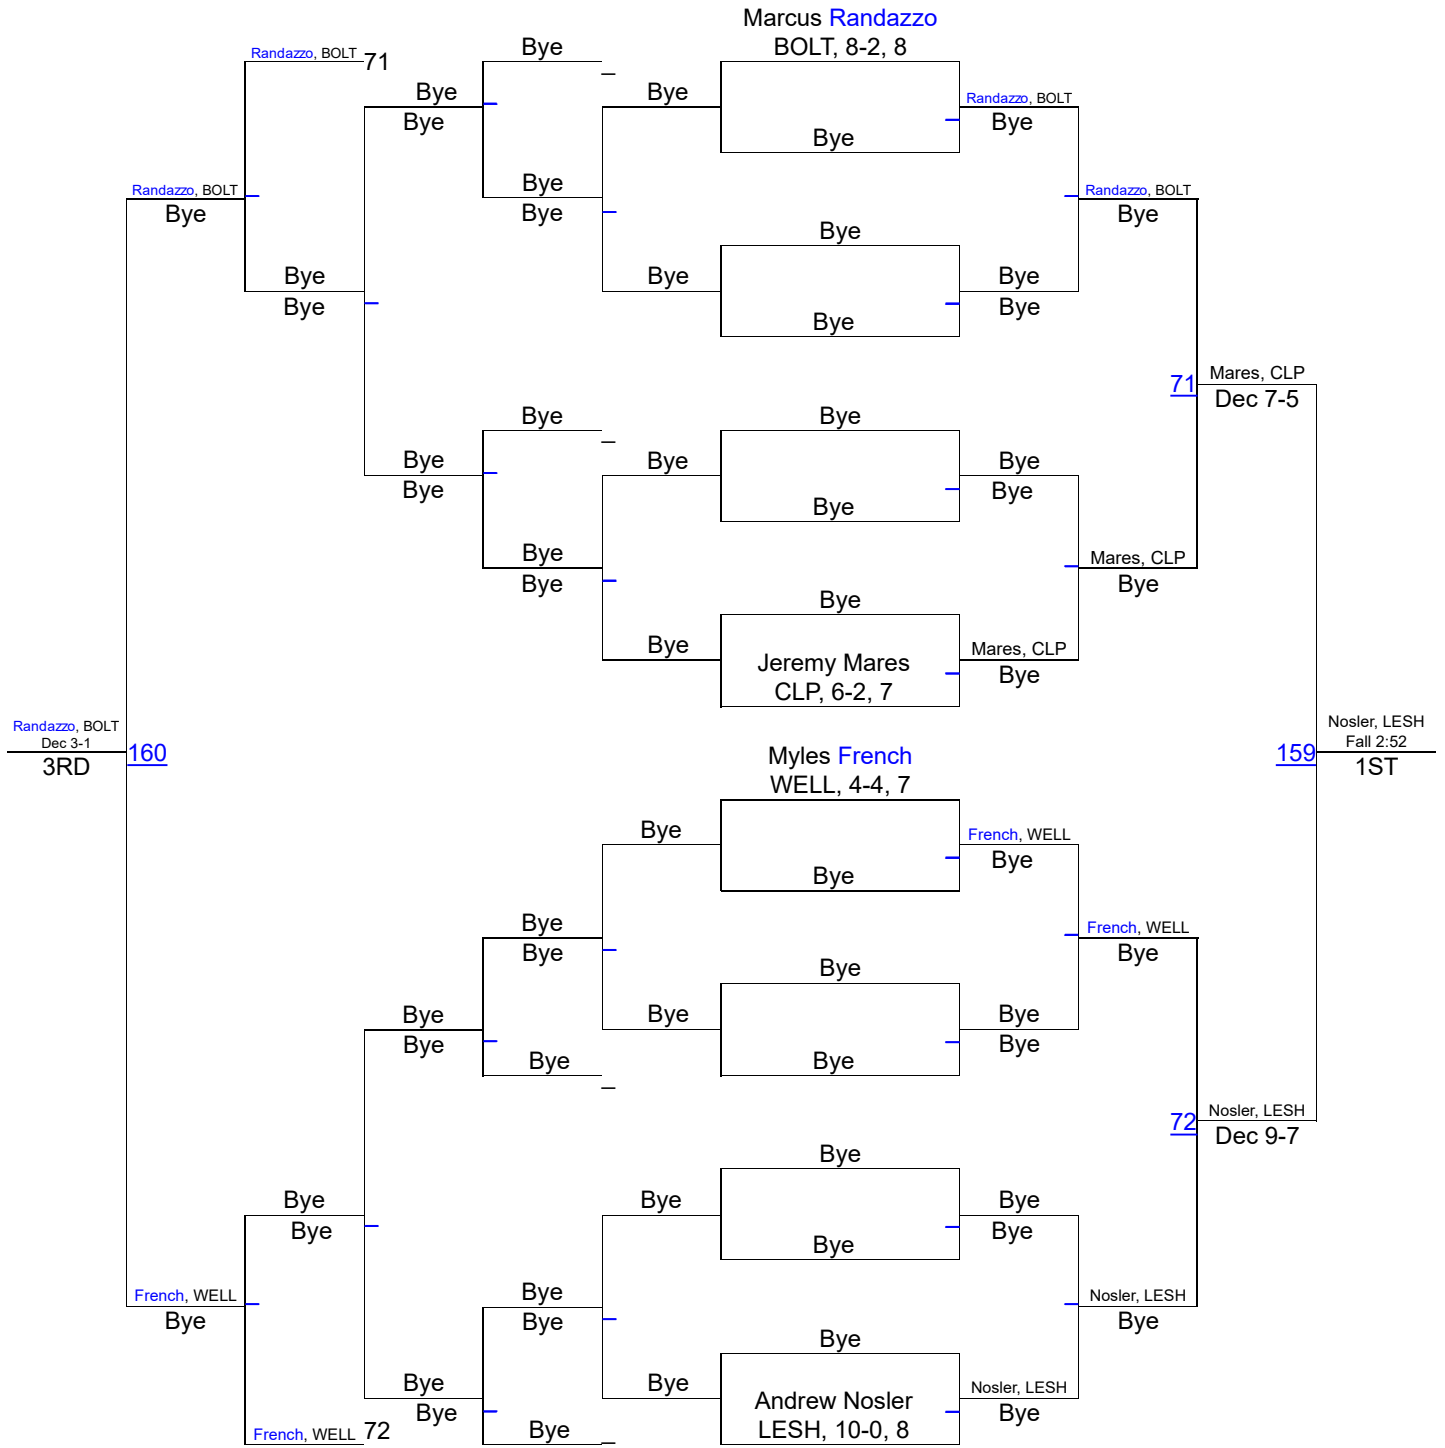 Marcus Randazzo
BOLT, 8-2, 8
Bye
Randazzo, BOLT 71
_
Bye
Bye
Bye
Randazzo, BOLT
Bye
Bye
Bye
Randazzo, BOLT
Bye
Bye
Bye
Randazzo, BOLT
Bye
Bye
Bye
Bye
Bye
Bye
Bye
Bye
Bye
71
Mares, CLP
Dec 7-5
Bye
_
Bye
Bye
Bye
Bye
Bye
Bye
Bye
Bye
Bye
Mares, CLP
Bye
Bye
Bye
Bye
Jeremy Mares
CLP, 6-2, 7
Mares, CLP
Bye
Randazzo, BOLT
Dec 3-1
3RD
160
Myles French
WELL, 4-4, 7
159
Nosler, LESH
Fall 2:52
1ST
Bye
French, WELL
Bye
Bye
Bye
Bye
French, WELL
Bye
Bye
Bye
Bye
Bye
Bye
Bye
Bye
Bye
Bye
_
72
Nosler, LESH
Dec 9-7
Bye
Bye
Bye
Bye
Bye
Bye
Bye
Bye
French, WELL
Bye
Bye
Bye
Nosler, LESH
Bye
Bye
Bye
Bye
Bye
Andrew Nosler
LESH, 10-0, 8
Nosler, LESH
Bye
French, WELL 72
Bye
_